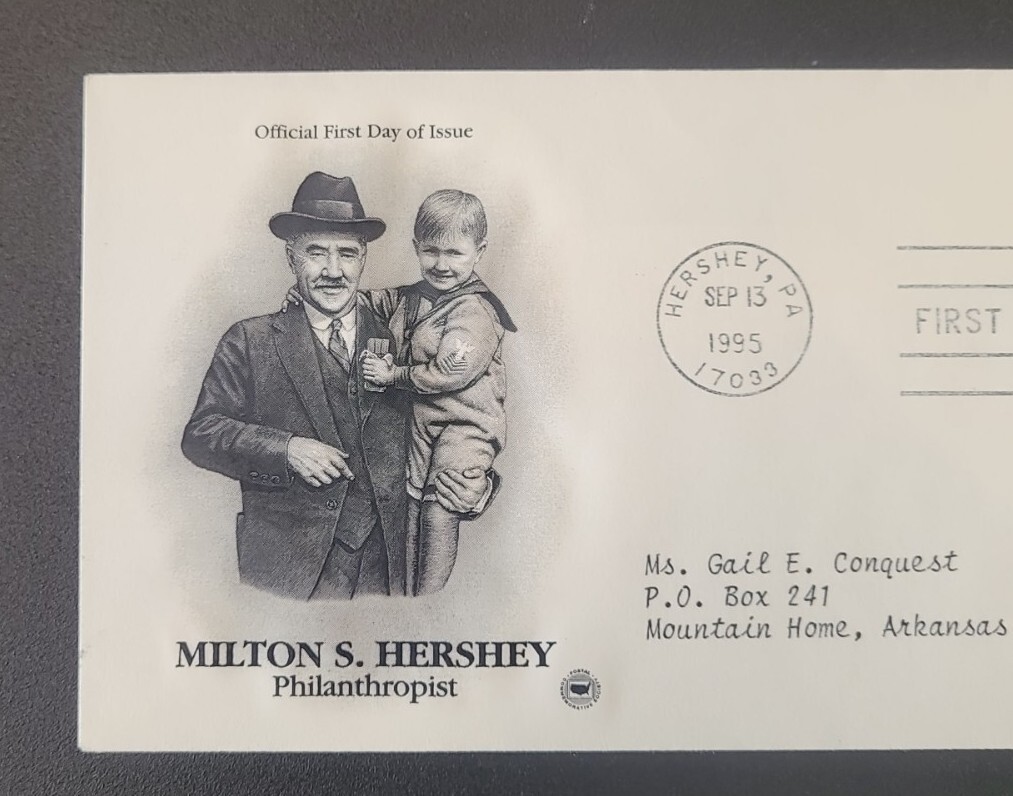 Official First Day of Issue
HERSHEY, PA
SEP 13
1995
17033
FIRST
Ms. Gail E. Conquest
P.O. Box 241
Mountain Home, Arkansas
MILTON S. HERSHEY
Philanthropist